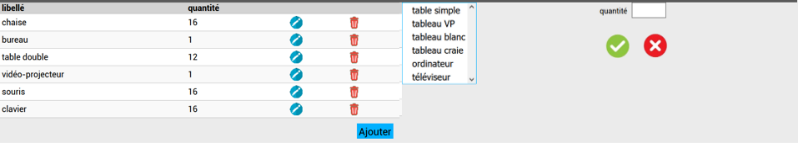 libellé quantité
chaise 16
bureau 1
table double 12
vidéo-projecteur 1
souris 16
clavier 16
Ajouter
table simple
tableau VP
tableau blanc
tableau craie
ordinateur
téléviseur
quantité